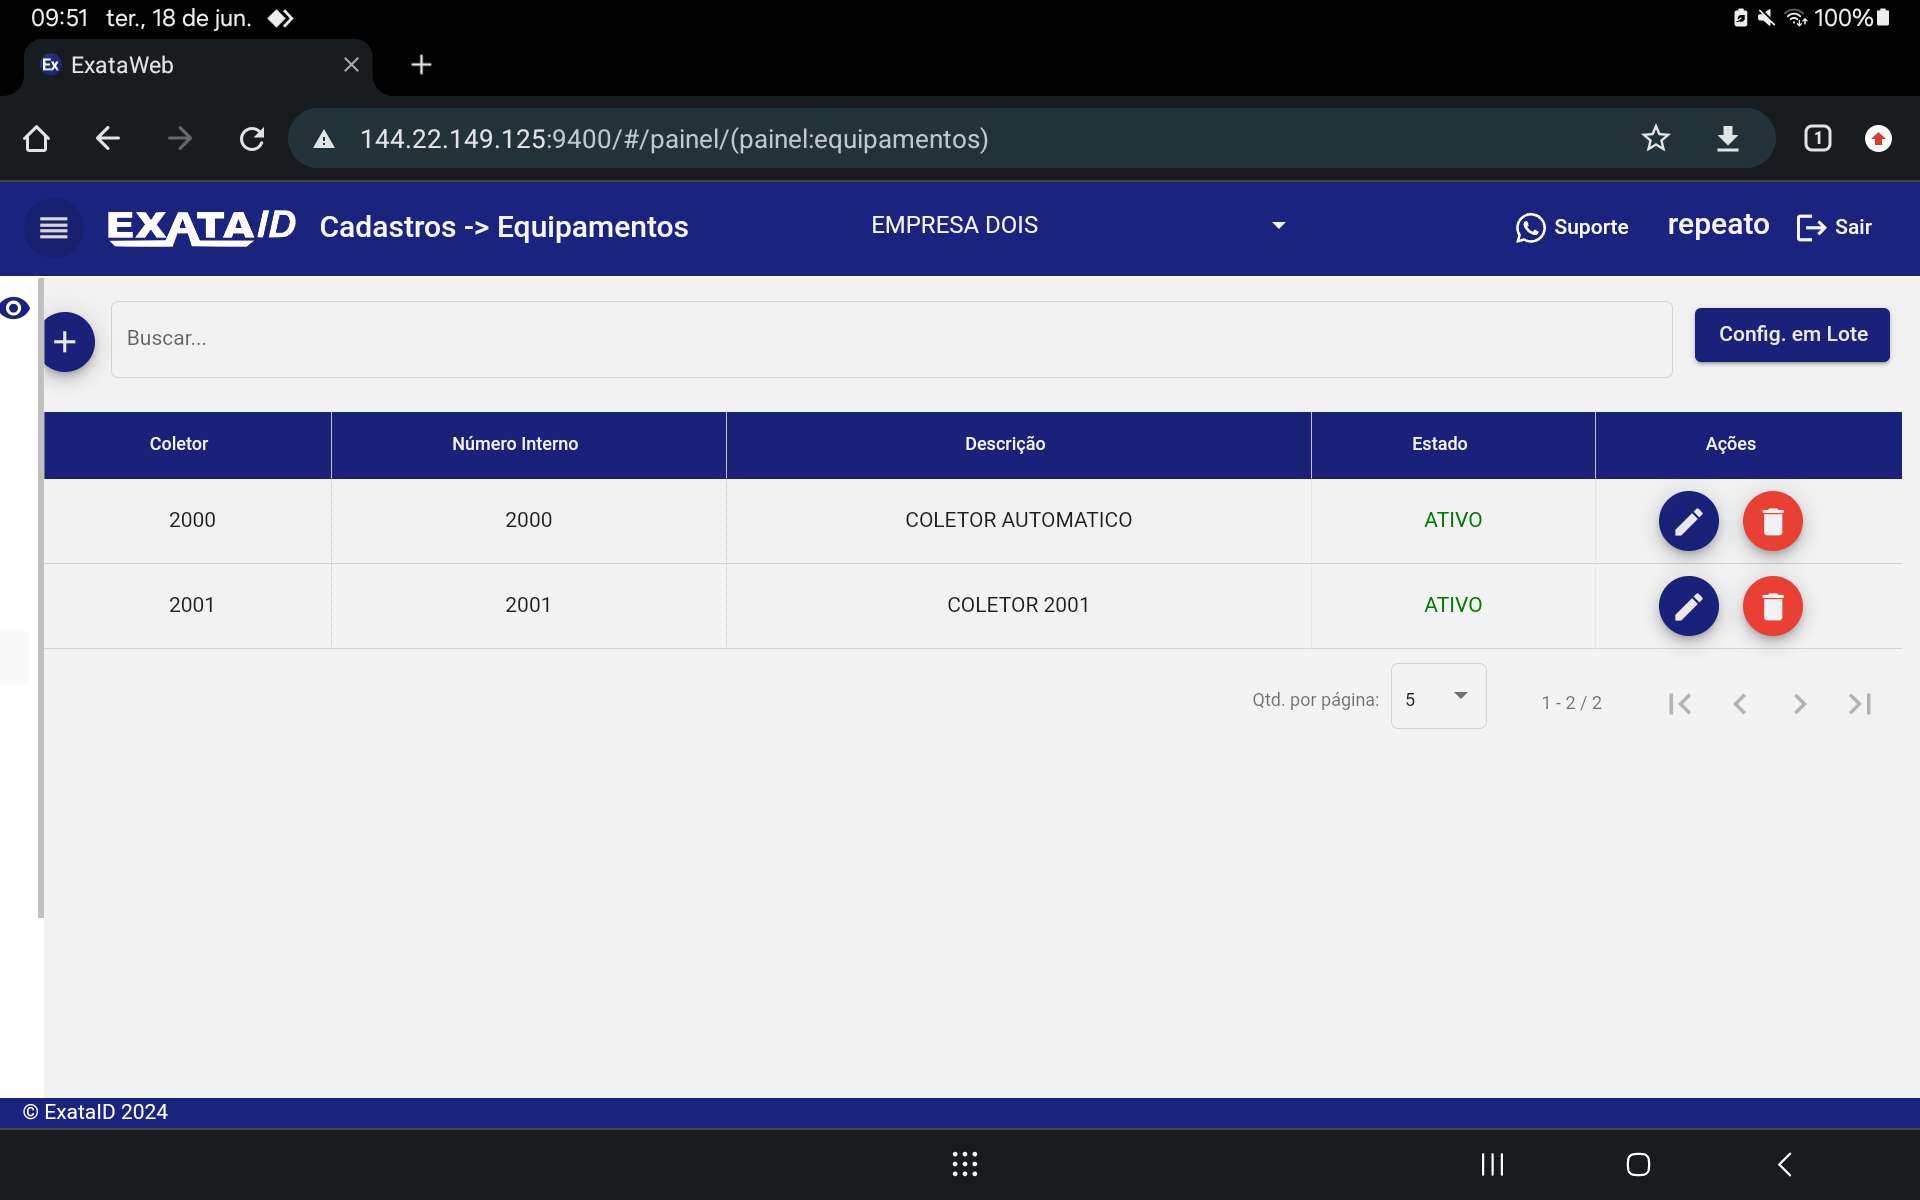 09:51 ter., 18 de jun. 100%
Ex ExataWeb
144.22.149.125:9400/#/painel/(painel:equipamentos) 1
EXATAID Cadastros -> Equipamentos EMPRESA DOIS Suporte repeato Sair
Buscar... Config. em Lote
Coletor Número Interno Descrição Estado Ações
2000 2000 COLETOR AUTOMATICO ATIVO
2001 2001 COLETOR 2001 ATIVO
Qtd. por página: 5 1 - 2 / 2
© ExataID 2024